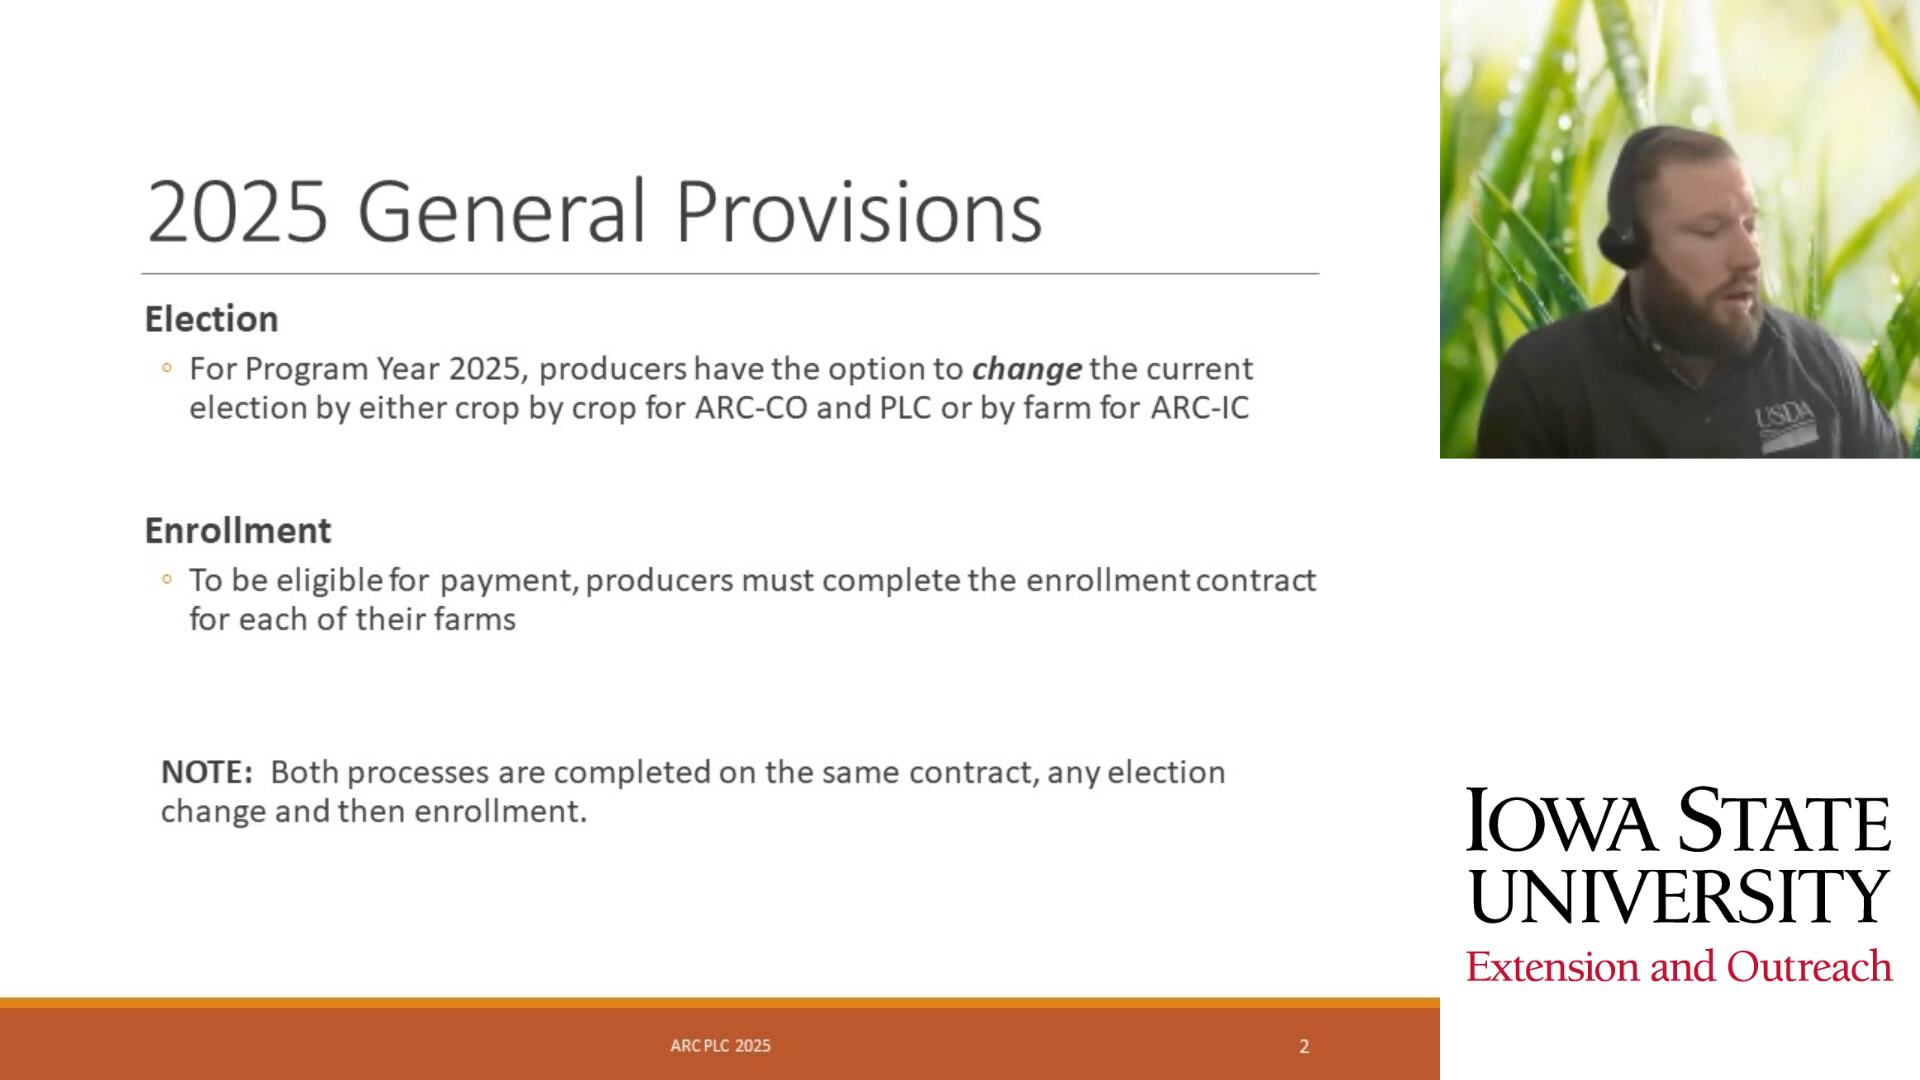 2025 General Provisions
Election
◦ For Program Year 2025, producers have the option to change the current
election by either crop by crop for ARC-CO and PLC or by farm for ARC-IC
Enrollment
◦ To be eligible for payment, producers must complete the enrollment contract
for each of their farms
NOTE: Both processes are completed on the same contract, any election
change and then enrollment.
ARC PLC 2025
2
USDA
IOWA STATE
UNIVERSITY
Extension and Outreach